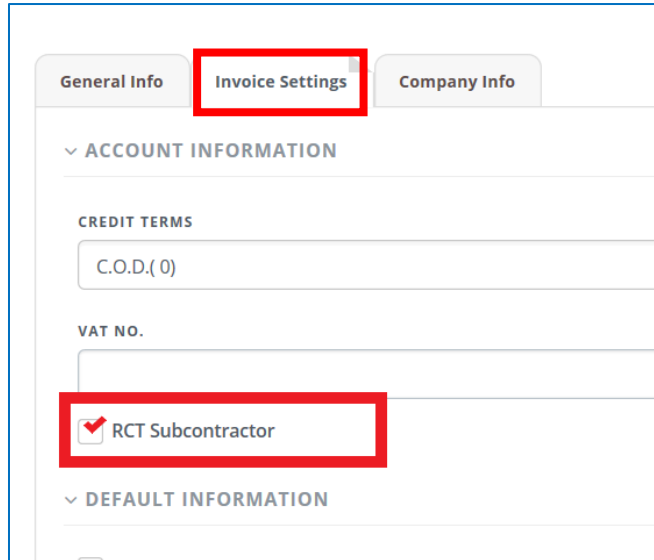 General Info
Invoice Settings
Company Info
ACCOUNT INFORMATION
CREDIT TERMS
C.O.D.( 0)
VAT NO.
RCT Subcontractor
DEFAULT INFORMATION